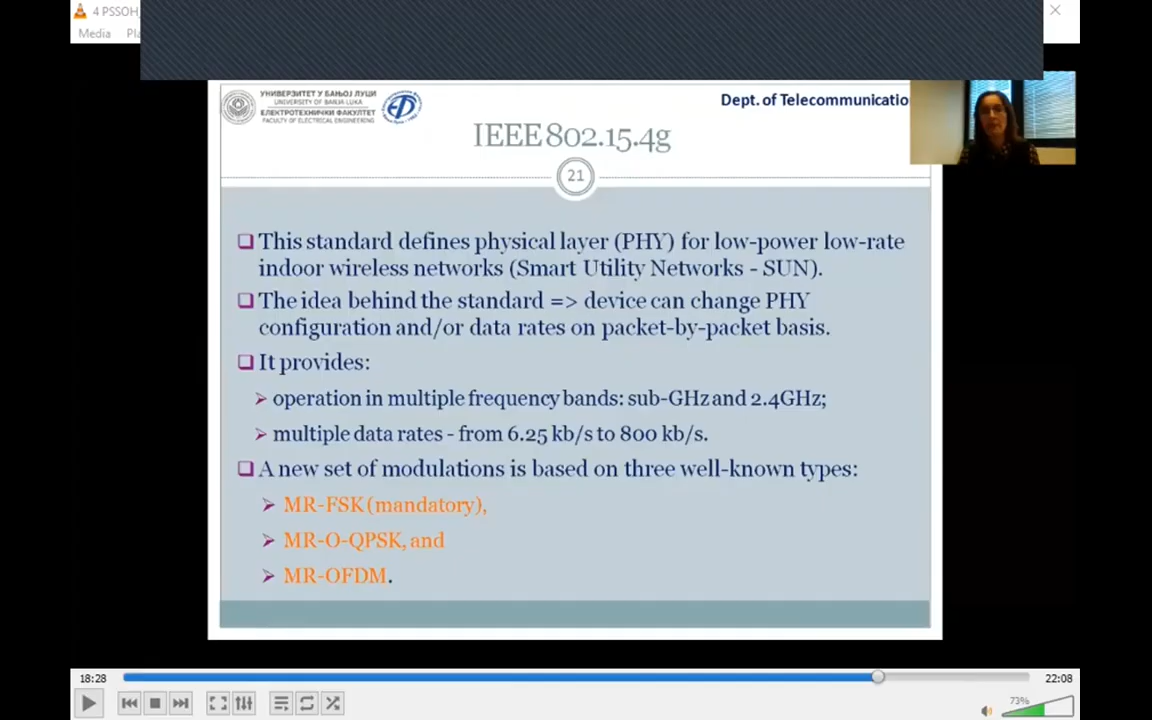 4 PSSOH
Media Pla
УНИВЕРЗИТЕТ У БАЊОЈ ЛУЦИ
UNIVERSITY OF BANJA LUKA
ЕЛЕКТРОТЕХНИЧКИ ФАКУЛТЕТ
FACULTY OF ELECTRICAL ENGINEERING
Dept. of Telecommunicatio
IEEE802.15.4g
21
❑ This standard defines physical layer (PHY) for low-power low-rate
indoor wireless networks (Smart Utility Networks - SUN).
❑ The idea behind the standard => device can change PHY
configuration and/or data rates on packet-by-packet basis.
❑ It provides:
➢ operation in multiple frequency bands: sub-GHz and 2.4GHz;
➢ multiple data rates - from 6.25 kb/s to 800 kb/s.
❑ A new set of modulations is based on three well-known types:
➢ MR-FSK (mandatory),
➢ MR-O-QPSK, and
➢ MR-OFDM.
18:28
22:08
73%